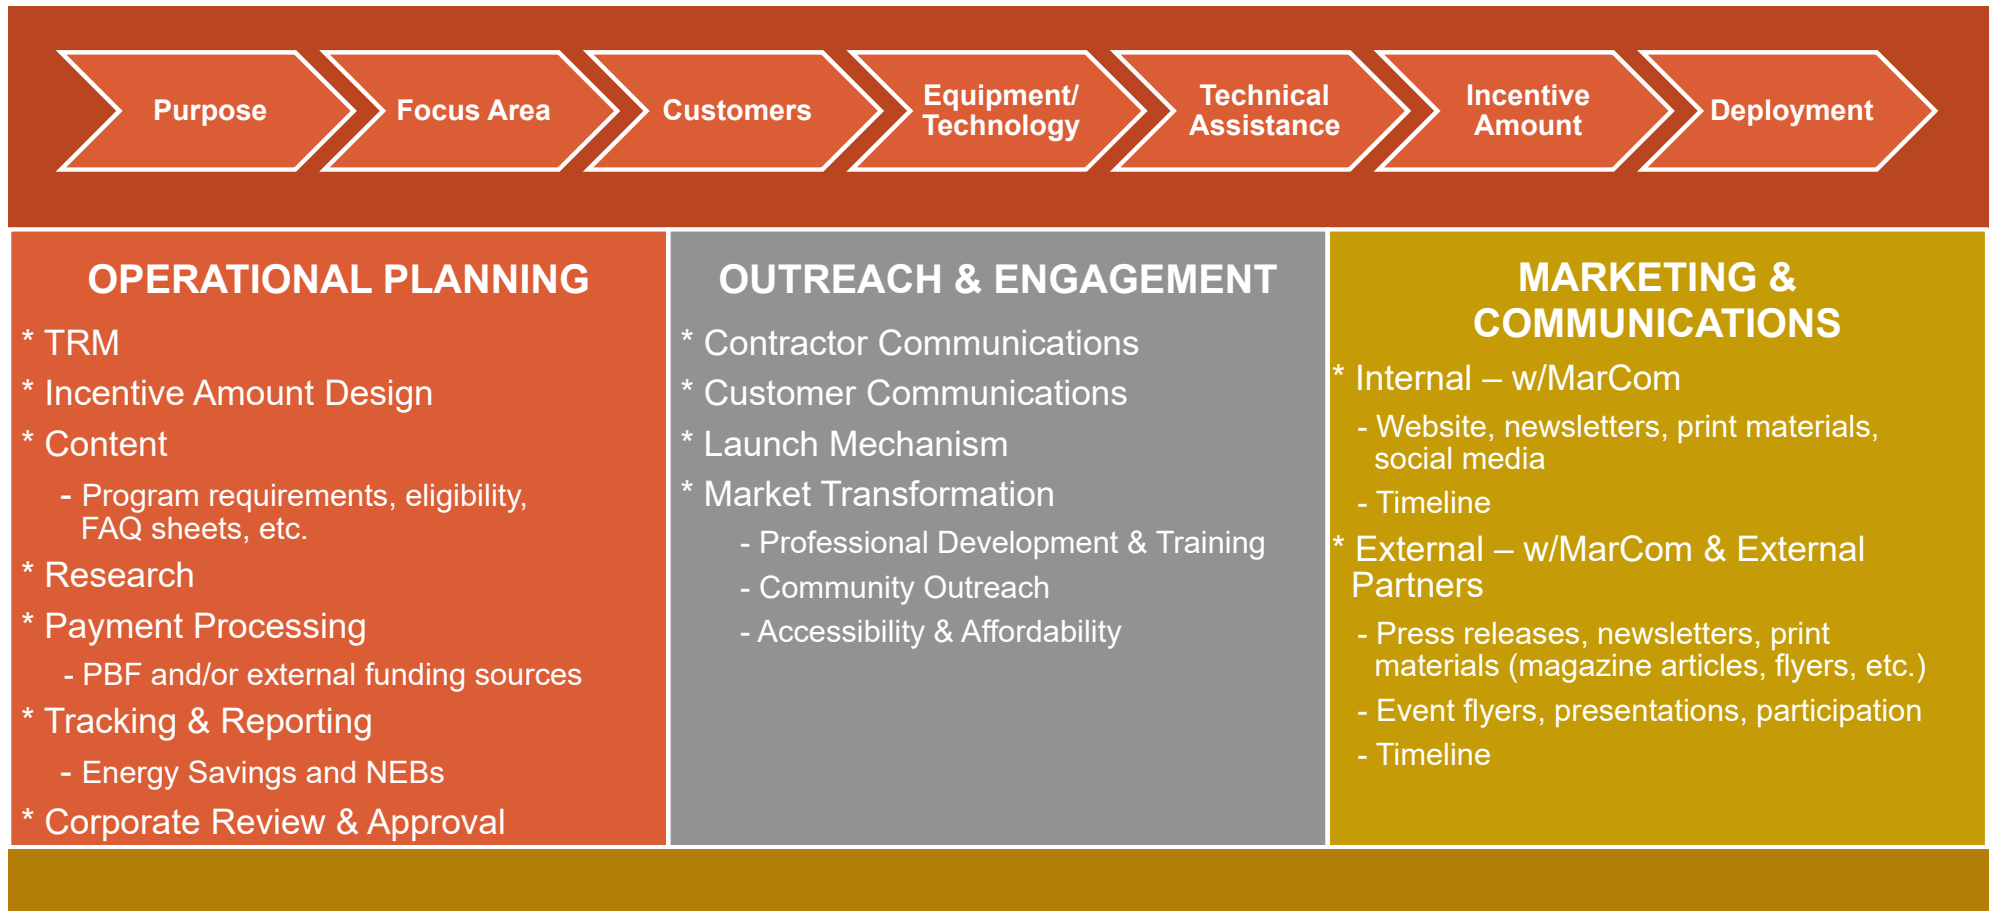 Purpose
Focus Area
Customers
Equipment/
Technology
Technical
Assistance
Incentive
Amount
Deployment
OPERATIONAL PLANNING
* TRM
* Incentive Amount Design
* Content
- Program requirements, eligibility,
FAQ sheets, etc.
* Research
* Payment Processing
- PBF and/or external funding sources
* Tracking & Reporting
- Energy Savings and NEBs
* Corporate Review & Approval
OUTREACH & ENGAGEMENT
* Contractor Communications
* Customer Communications
* Launch Mechanism
* Market Transformation
- Professional Development & Training
- Community Outreach
- Accessibility & Affordability
MARKETING &
COMMUNICATIONS
* Internal – w/MarCom
- Website, newsletters, print materials,
social media
- Timeline
* External – w/MarCom & External
Partners
- Press releases, newsletters, print
materials (magazine articles, flyers, etc.)
- Event flyers, presentations, participation
- Timeline